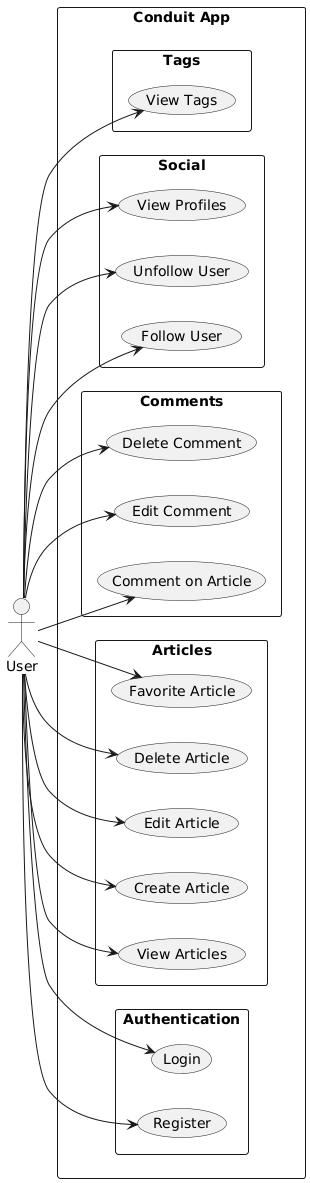 Conduit App
Tags
View Tags
Social
View Profiles
Unfollow User
Follow User
Comments
Delete Comment
Edit Comment
Comment on Article
User
Articles
Favorite Article
Delete Article
Edit Article
Create Article
View Articles
Authentication
Login
Register